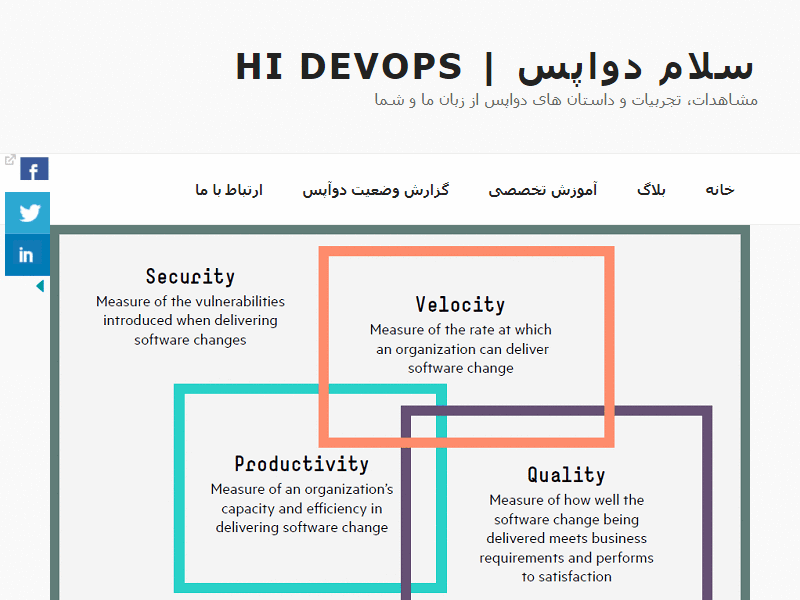 سلام دواپس | HI DEVOPS
مشاهدات، تجربیات و داستان های دواپس از زبان ما و شما
خانه
بلاگ
آموزش تخصصی
گزارش وضعیت دوآپس
ارتباط با ما
f
in
Security
Measure of the vulnerabilities
introduced when delivering
software changes
Velocity
Measure of the rate at which
an organization can deliver
software change
Productivity
Measure of an organization's
capacity and efficiency in
delivering software change
Quality
Measure of how well the
software change being
delivered meets business
requirements and performs
to satisfaction